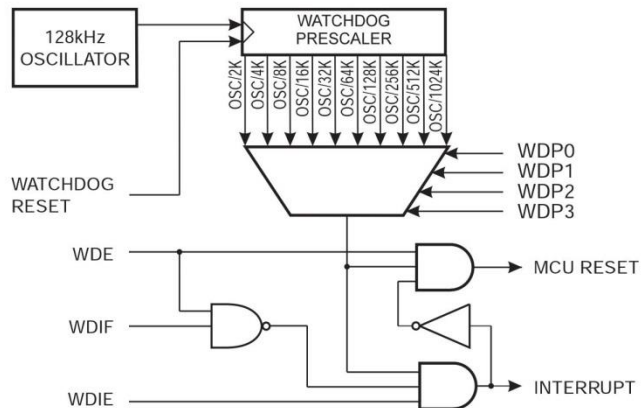 128kHz
OSCILLATOR
WATCHDOG
PRESCALER
OSC/2K
OSC/4K
OSC/8K
OSC/16K
OSC/32K
OSC/64K
OSC/128K
OSC/256K
OSC/512K
OSC/1024K
WATCHDOG
RESET
WDP0
WDP1
WDP2
WDP3
WDE
MCU RESET
WDIF
WDIE
INTERRUPT